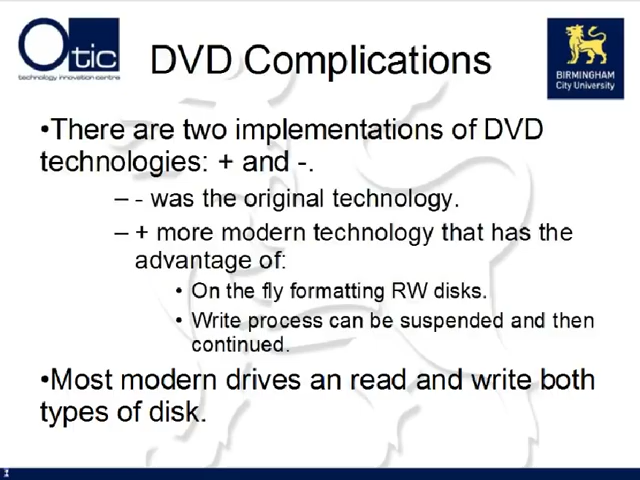 Otic
technology innovation centre
DVD Complications
BIRMINGHAM
City University
•There are two implementations of DVD
technologies: + and -.
– - was the original technology.
– + more modern technology that has the
advantage of:
• On the fly formatting RW disks.
• Write process can be suspended and then
continued.
•Most modern drives an read and write both
types of disk.